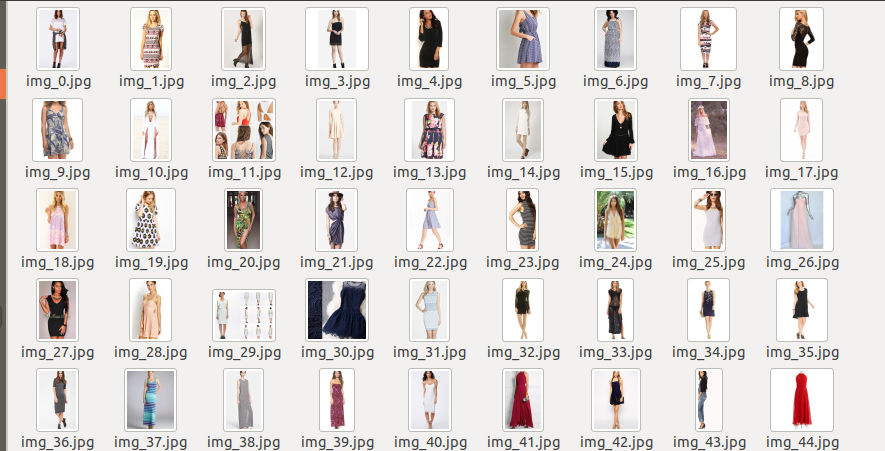 img_0.jpg img_1.jpg img_2.jpg img_3.jpg img_4.jpg img_5.jpg img_6.jpg img_7.jpg img_8.jpg
img_9.jpg img_10.jpg img_11.jpg img_12.jpg img_13.jpg img_14.jpg img_15.jpg img_16.jpg img_17.jpg
img_18.jpg img_19.jpg img_20.jpg img_21.jpg img_22.jpg img_23.jpg img_24.jpg img_25.jpg img_26.jpg
img_27.jpg img_28.jpg img_29.jpg img_30.jpg img_31.jpg img_32.jpg img_33.jpg img_34.jpg img_35.jpg
img_36.jpg img_37.jpg img_38.jpg img_39.jpg img_40.jpg img_41.jpg img_42.jpg img_43.jpg img_44.jpg